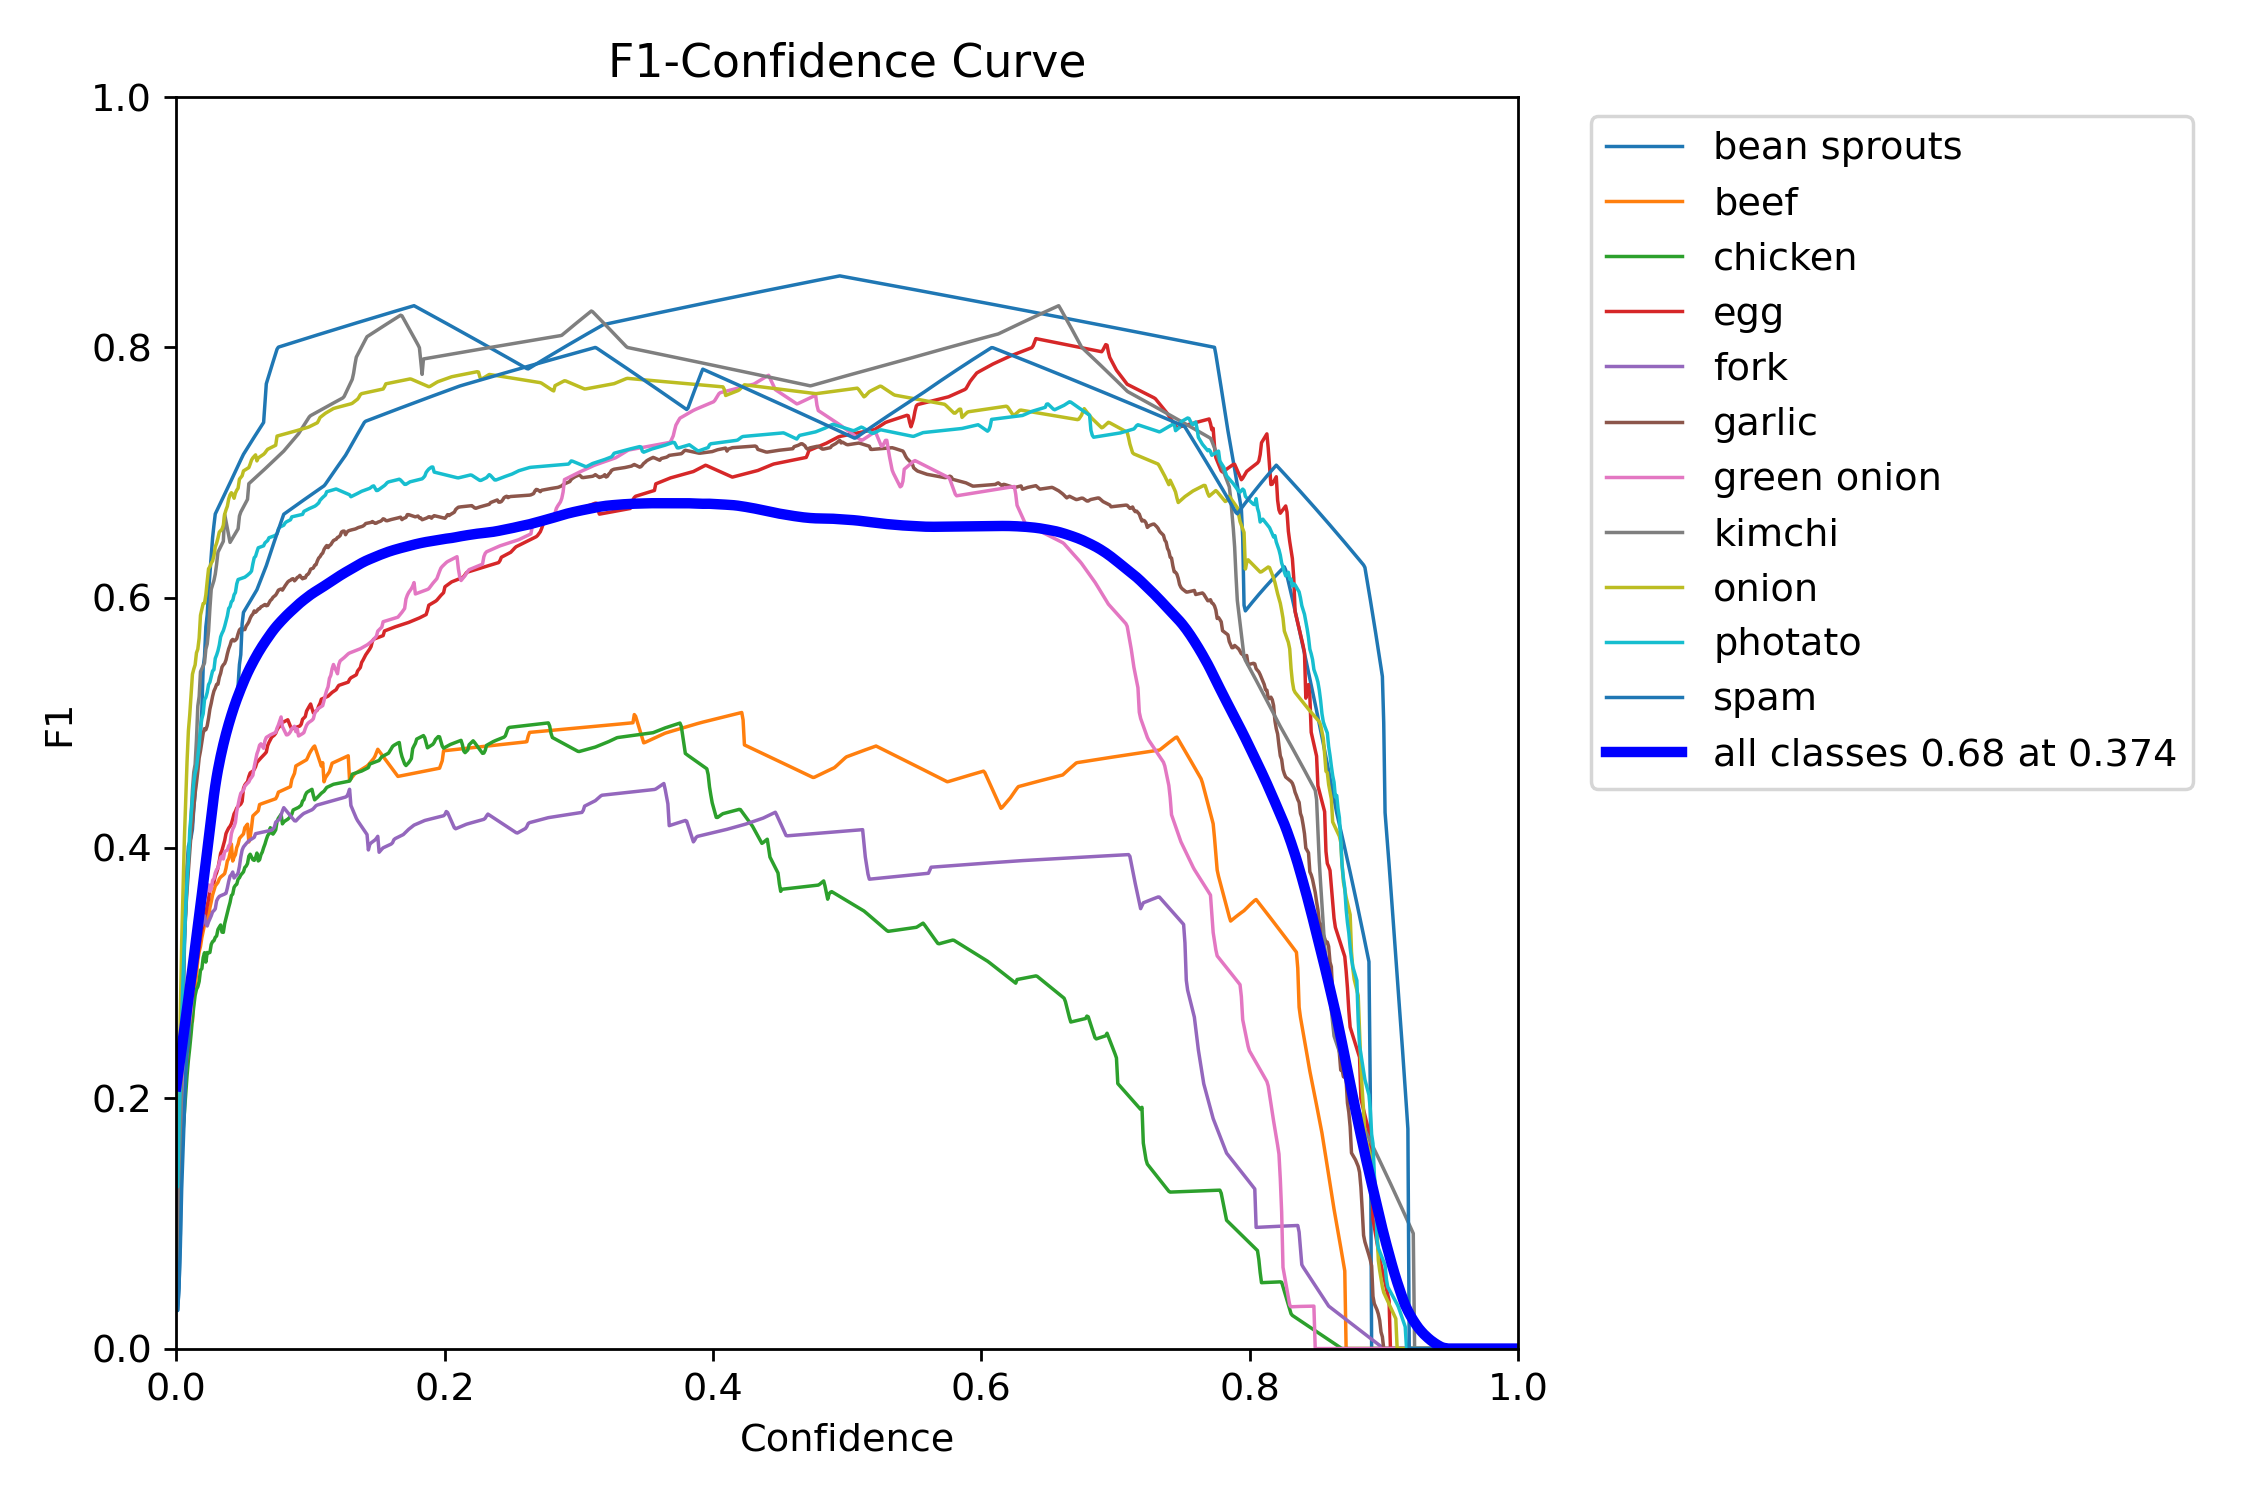 F1-Confidence Curve
1.0
0.8
0.6
0.4
0.2
0.0
F1
0.0 0.2 0.4 0.6 0.8 1.0
Confidence
bean sprouts
beef
chicken
egg
fork
garlic
green onion
kimchi
onion
photato
spam
all classes 0.68 at 0.374